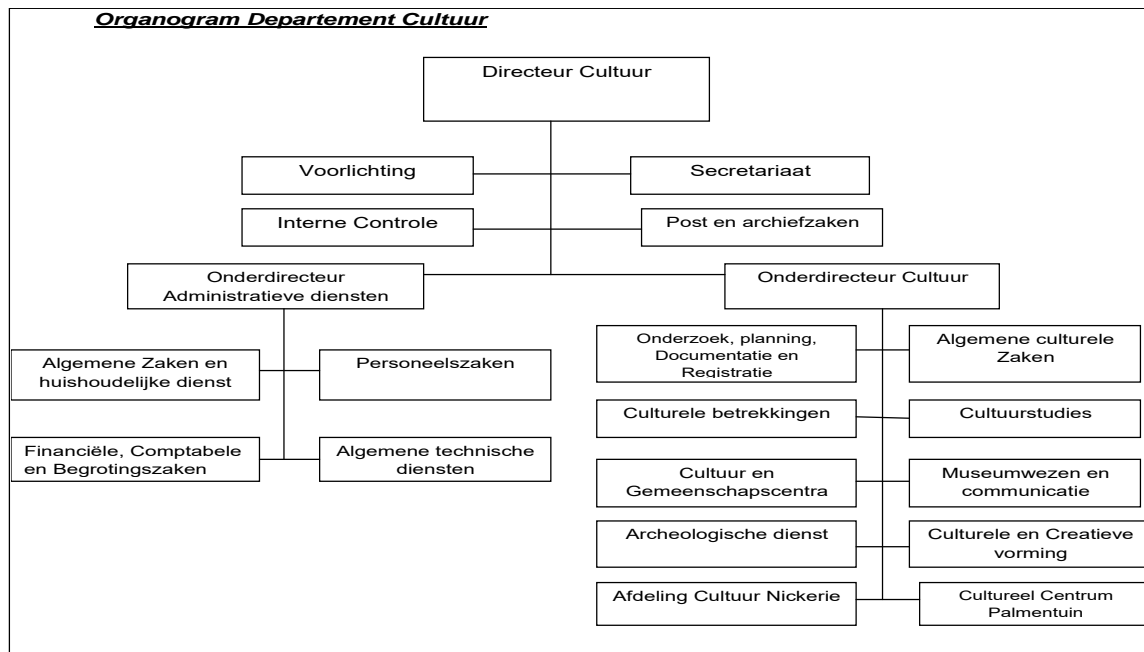 Organogram Departement Cultuur
Directeur Cultuur
Voorlichting
Secretariaat
Interne Controle
Post en archiefzaken
Onderdirecteur
Administratieve diensten
Onderdirecteur Cultuur
Algemene Zaken en
huishoudelijke dienst
Personeelszaken
Financiële, Comptabele
en Begrotingszaken
Algemene technische
diensten
Onderzoek, planning,
Documentatie en
Registratie
Algemene culturele
Zaken
Culturele betrekkingen
Cultuurstudies
Cultuur en
Gemeenschapscentra
Museumwezen en
communicatie
Archeologische dienst
Culturele en Creatieve
vorming
Afdeling Cultuur Nickerie
Cultureel Centrum
Palmentuin